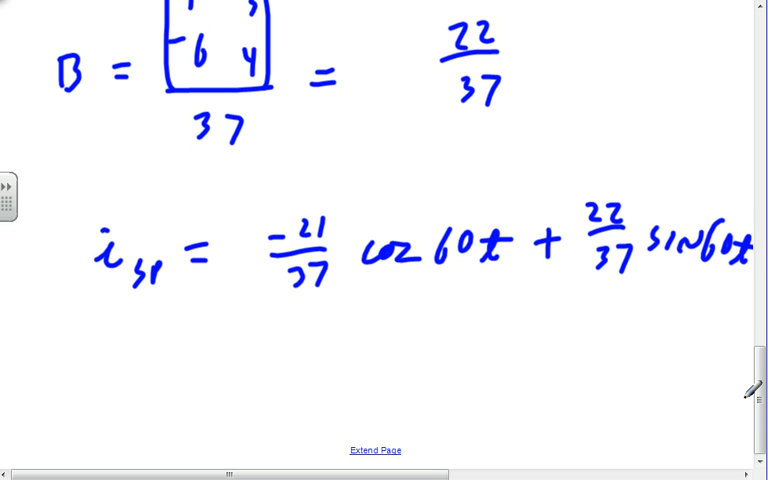 -6 4
B = = 22/37
37
i_sp = -21/37 cos 60t + 22/37 sin 60t
Extend Page